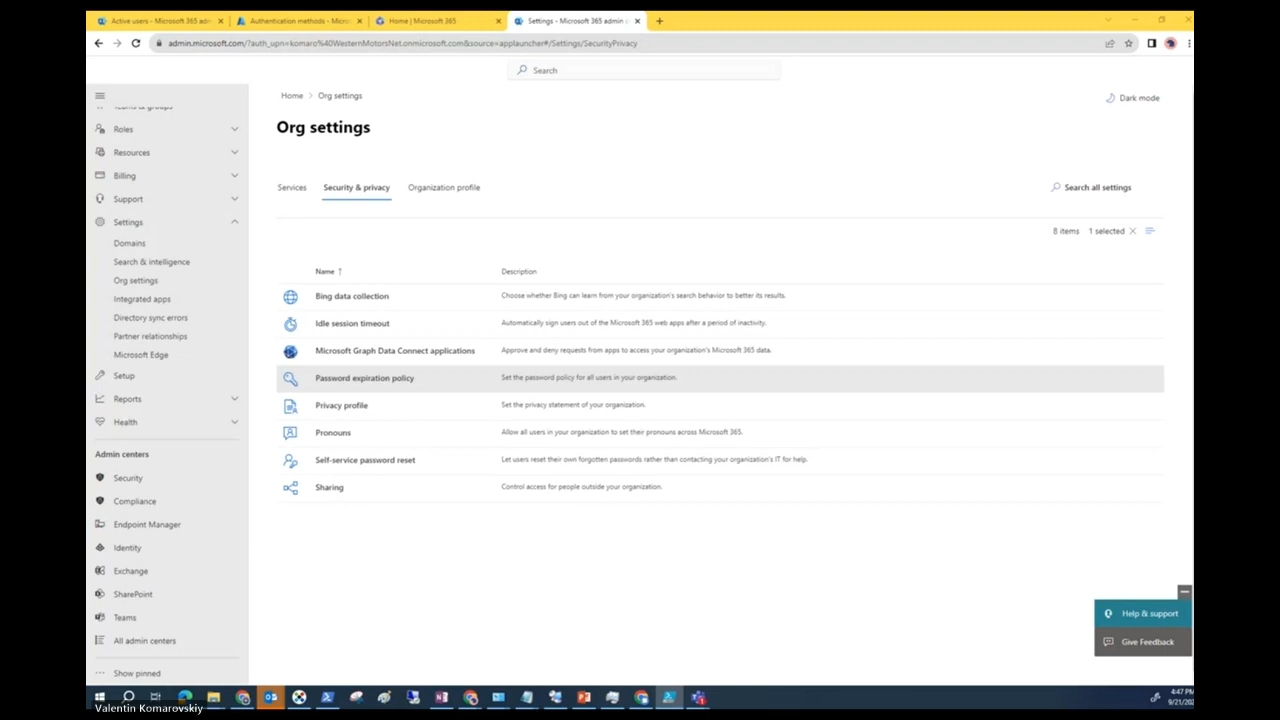 Active users - Microsoft 365 adm
Authentication methods - Micros
Home | Microsoft 365
Settings - Microsoft 365 admin c
admin.microsoft.com/?auth_upn=komaro%40WesternMotorsNet.onmicrosoft.com&source=applauncher#/Settings/SecurityPrivacy
Search
Home > Org settings
Dark mode
Org settings
Services
Security & privacy
Organization profile
Search all settings
8 items
1 selected
Name ↑
Description
Bing data collection
Choose whether Bing can learn from your organization's search behavior to better its results.
Idle session timeout
Automatically sign users out of the Microsoft 365 web apps after a period of inactivity.
Microsoft Graph Data Connect applications
Approve and deny requests from apps to access your organization's Microsoft 365 data.
Password expiration policy
Set the password policy for all users in your organization.
Privacy profile
Set the privacy statement of your organization.
Pronouns
Allow all users in your organization to set their pronouns across Microsoft 365.
Self-service password reset
Let users reset their own forgotten passwords rather than contacting your organization's IT for help.
Sharing
Control access for people outside your organization.
Teams & groups
Roles
Resources
Billing
Support
Settings
Domains
Search & intelligence
Org settings
Integrated apps
Directory sync errors
Partner relationships
Microsoft Edge
Setup
Reports
Health
Admin centers
Security
Compliance
Endpoint Manager
Identity
Exchange
SharePoint
Teams
All admin centers
Show pinned
Help & support
Give Feedback
4:47 PM
Valentin Komarovskiy